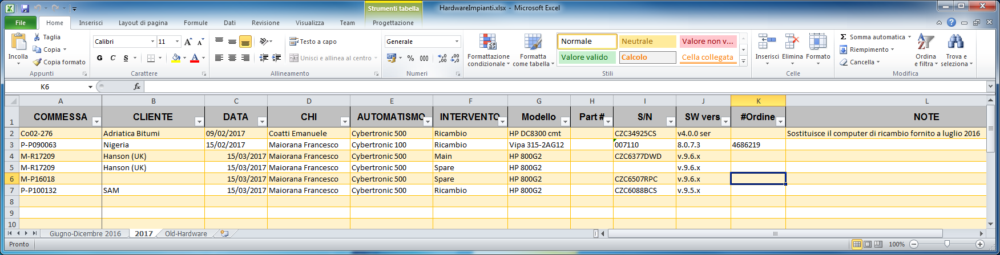 Strumenti tabella
HardwareImpianti.xlsx - Microsoft Excel
File Home Inserisci Layout di pagina Formule Dati Revisione Visualizza Team Progettazione
Incolla
Taglia
Copia
Copia formato
Appunti
Calibri 11
G C S
A A
A
Carattere
Testo a capo
Unisci e allinea al centro
Allineamento
Generale
% 000
Numeri
Formattazione condizionale
Formatta come tabella
Normale Neutrale Valore non v...
Valore valido Calcolo Cella collegata
Stili
Inserisci Elimina Formato
Celle
Σ Somma automatica
Riempimento
Cancella
Ordina e filtra
Trova e seleziona
Modifica
K6 fx
A B C D E F G H I J K L
1 COMMESSA CLIENTE DATA CHI AUTOMATISMO INTERVENTO Modello Part # S/N SW vers #Ordine NOTE
2 Co02-276 Adriatica Bitumi 09/02/2017 Coatti Emanuele Cybertronic 500 Ricambio HP DC8300 cmt CZC34925CS v4.0.0 ser Sostituisce il computer di ricambio fornito a luglio 2016
3 P-P090063 Nigeria 15/02/2017 Maiorana Francesco Cybertronic 100 Ricambio Vipa 315-2AG12 007110 8.0.7.3 4686219
4 M-R17209 Hanson (UK) 15/03/2017 Maiorana Francesco Cybertronic 500 Main HP 800G2 CZC6377DWD v.9.6.x
5 M-R17209 Hanson (UK) 15/03/2017 Maiorana Francesco Cybertronic 500 Spare HP 800G2 v.9.6.x
6 M-P16018 15/03/2017 Maiorana Francesco Cybertronic 500 Spare HP 800G2 CZC6507RPC v.9.6.x
7 P-P100132 SAM 15/03/2017 Maiorana Francesco Cybertronic 500 Ricambio HP 800G2 CZC6088BCS v.9.5.x
8
9
10
Giugno-Dicembre 2016 2017 Old-Hardware
Pronto 100%